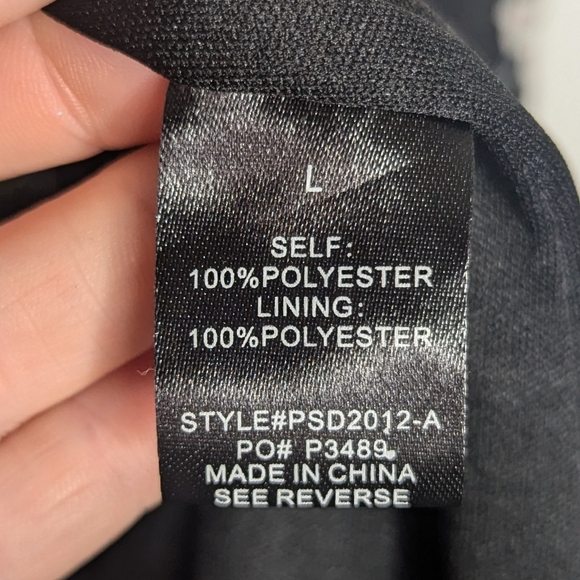 L
SELF:
100%POLYESTER
LINING:
100%POLYESTER
STYLE#PSD2012-A
PO# P3489
MADE IN CHINA
SEE REVERSE